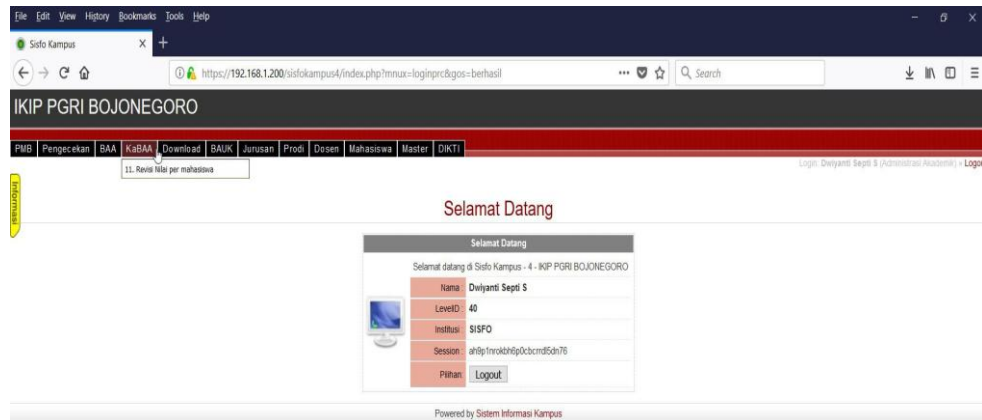 File Edit View History Bookmarks Tools Help
Sisfo Kampus
https://192.168.1.200/sisfokampus4/index.php?mnux=loginprc&gos=berhasil
Search
IKIP PGRI BOJONEGORO
PMB Pengecekan BAA KaBAA Download BAUK Jurusan Prodi Dosen Mahasiswa Master DIKTI
11. Revisi Nilai per mahasiswa
Login: Dwiyanti Septi S (Administrasi Akademik) » Logou
Informasi
Selamat Datang
Selamat Datang
Selamat datang di Sisfo Kampus - 4 - IKIP PGRI BOJONEGORO
Nama : Dwiyanti Septi S
LevelID : 40
Institusi : SISFO
Session :
Pilihan: Logout
Powered by Sistem Informasi Kampus